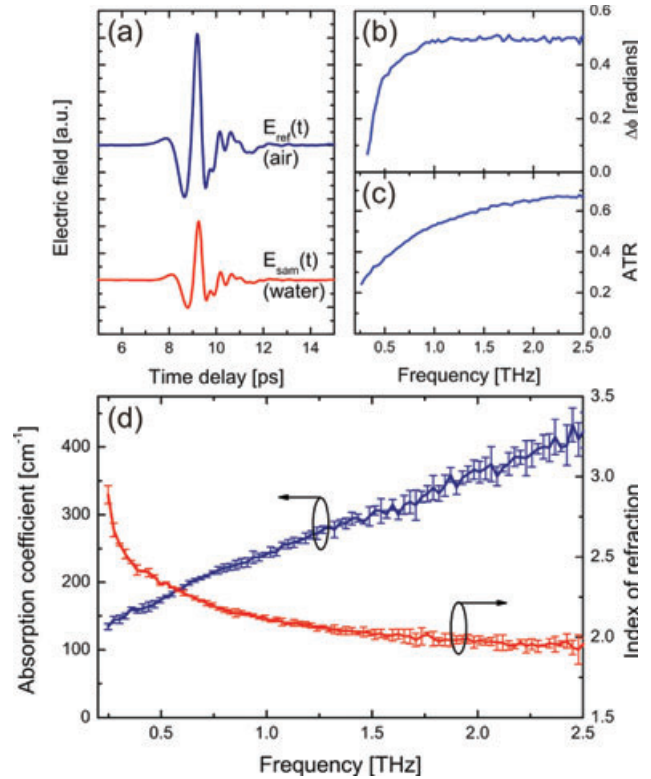 (a)
E_ref(t)
(air)
E_sam(t)
(water)
Electric field [a.u.]
6 8 10 12 14
Time delay [ps]
(b)
0.6
0.4
0.2
0.0
Δϕ [radians]
(c)
0.6
0.4
0.2
0.0
ATR
0.5 1.0 1.5 2.0 2.5
Frequency [THz]
(d)
400
300
200
100
0
Absorption coefficient [cm⁻¹]
3.5
3.0
2.5
2.0
1.5
Index of refraction
0.5 1.0 1.5 2.0 2.5
Frequency [THz]